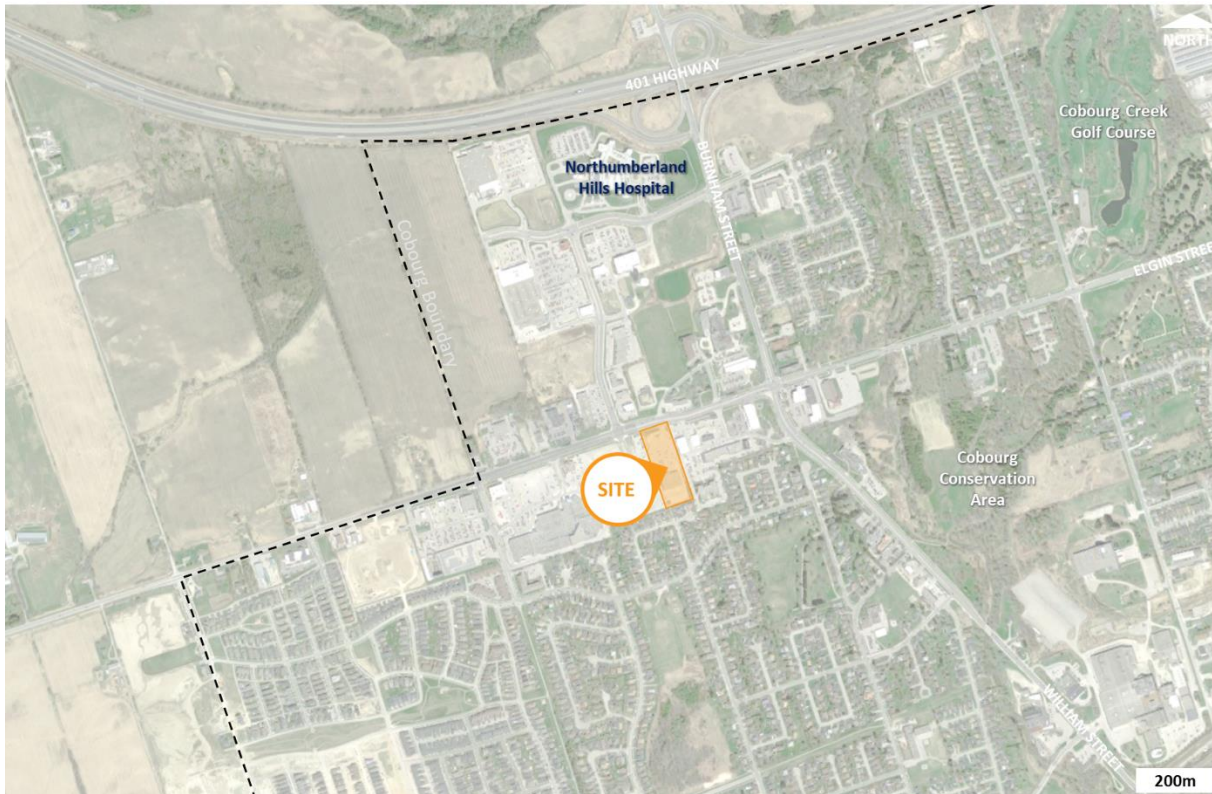 NORTH
401 HIGHWAY
Cobourg Creek
Golf Course
Northumberland
Hills Hospital
BURNHAM STREET
Cobourg Boundary
ELGIN STREET
Cobourg
Conservation
Area
SITE
WILLIAM STREET
200m